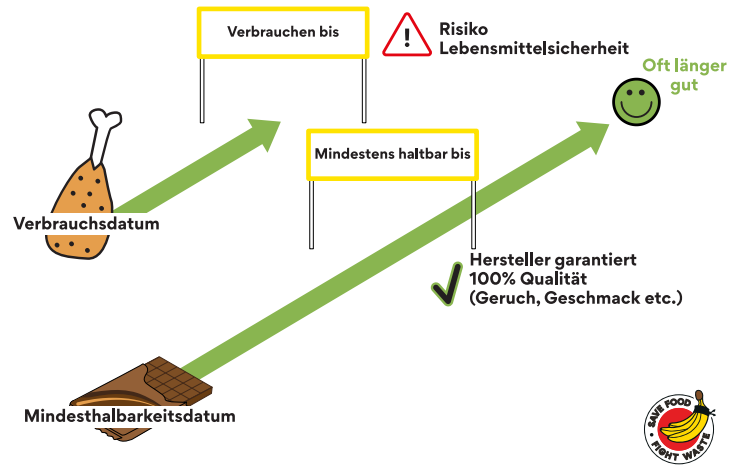 Verbrauchen bis
Risiko
Lebensmittelsicherheit
Oft länger
gut
Mindestens haltbar bis
Verbrauchsdatum
Hersteller garantiert
100% Qualität
(Geruch, Geschmack etc.)
Mindesthalbarkeitsdatum
SAVE FOOD
FIGHT WASTE